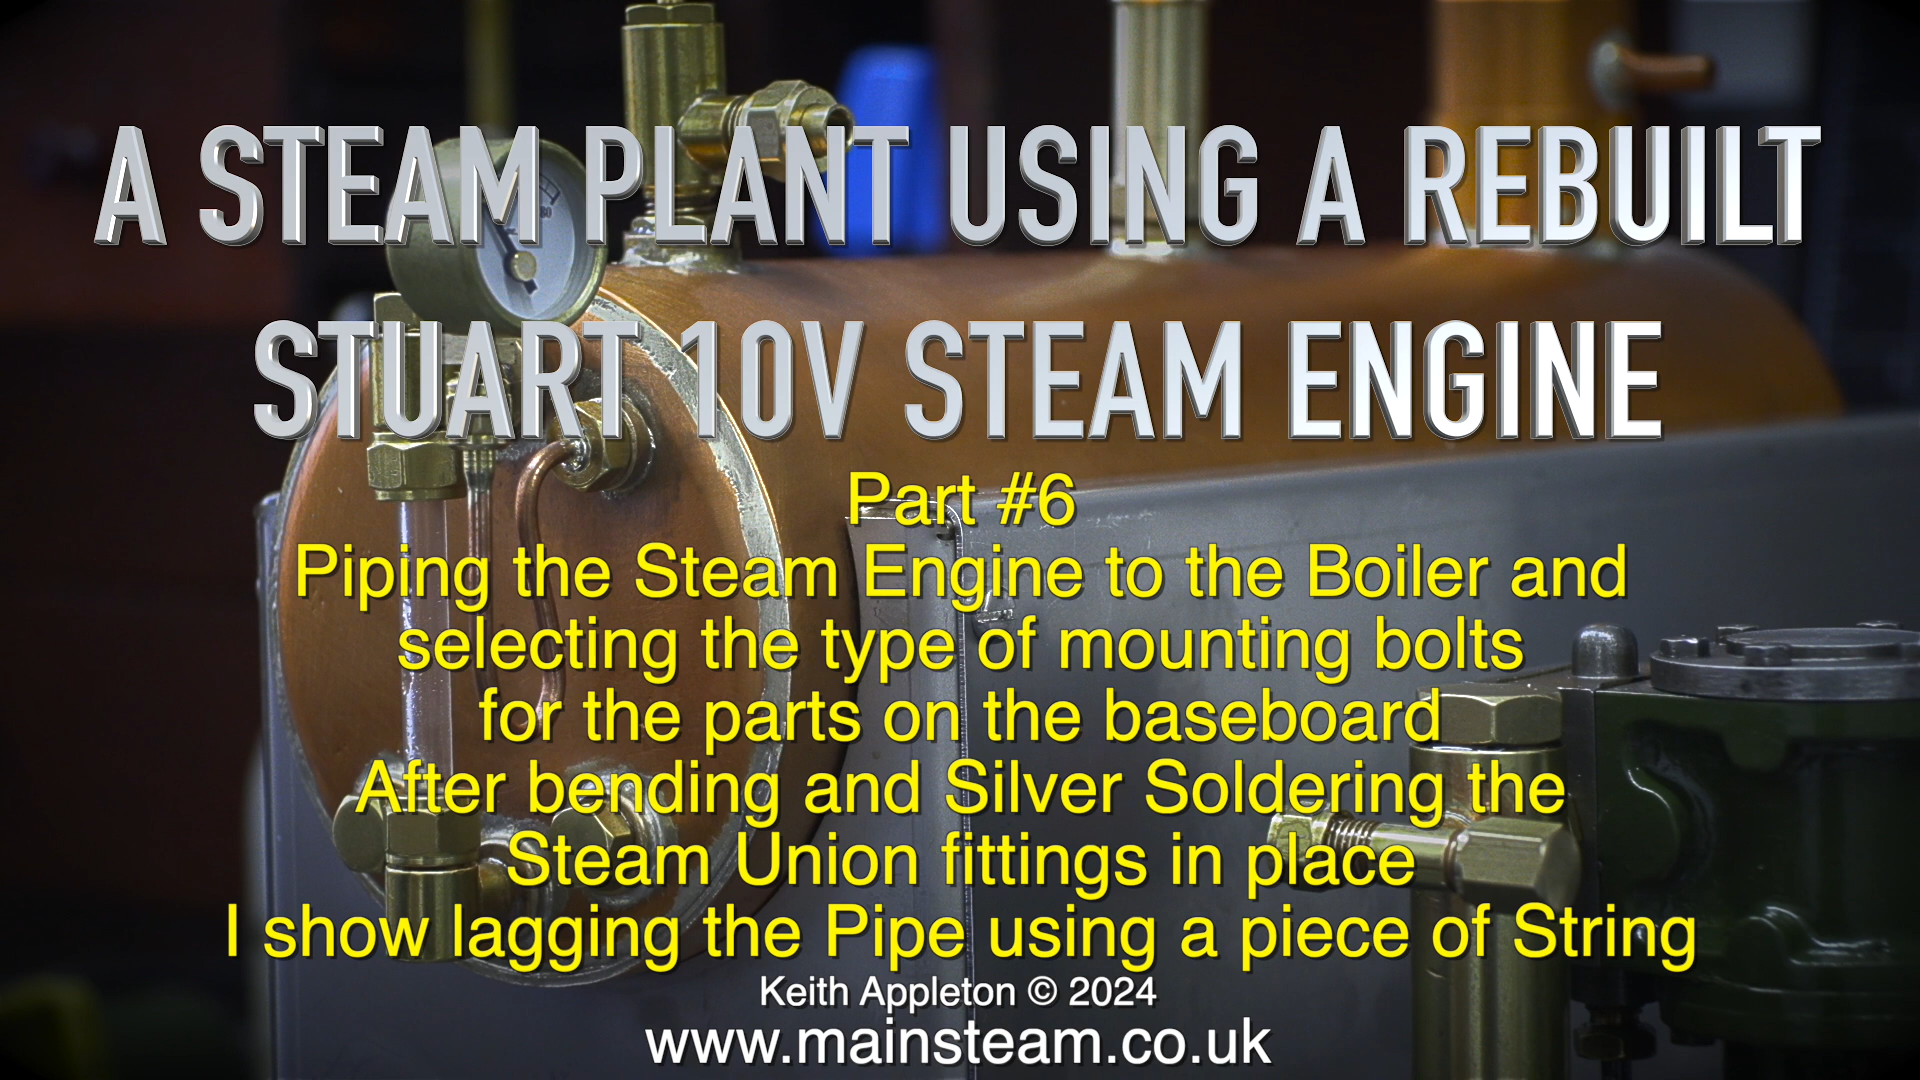 A STEAM PLANT USING A REBUILT
STUART 10V STEAM ENGINE
Part #6
Piping the Steam Engine to the Boiler and
selecting the type of mounting bolts
for the parts on the baseboard
After bending and Silver Soldering the
Steam Union fittings in place
I show lagging the Pipe using a piece of String
Keith Appleton © 2024
www.mainsteam.co.uk